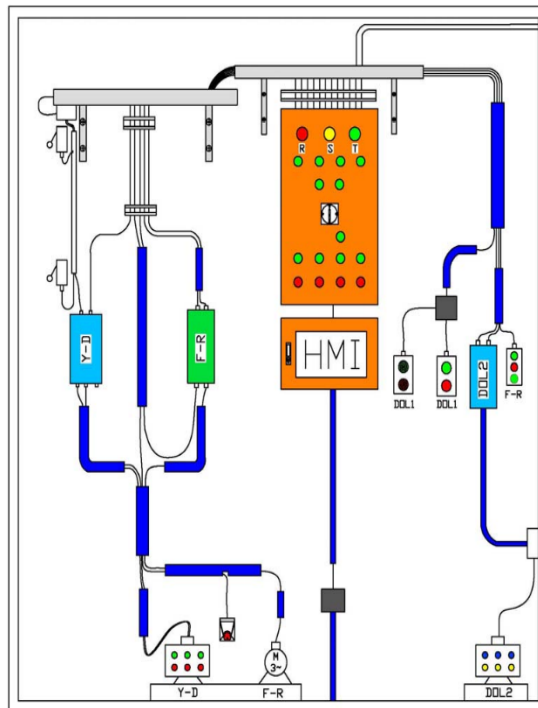 R S T
Y-D
F-R
HMI
DOL1
DOL1
DOL2
F-R
M
3~
Y-D
F-R
DOL2